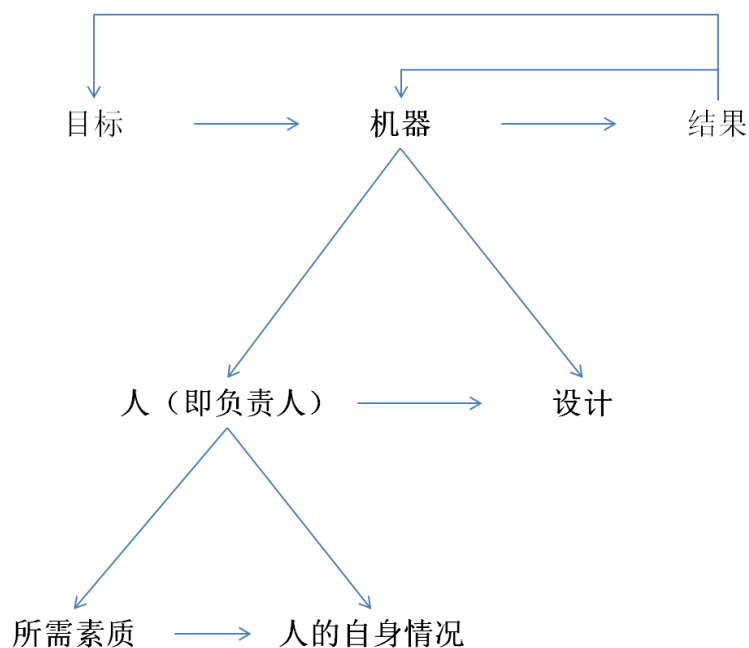 目标
机器
结果
人（即负责人）
设计
所需素质
人的自身情况